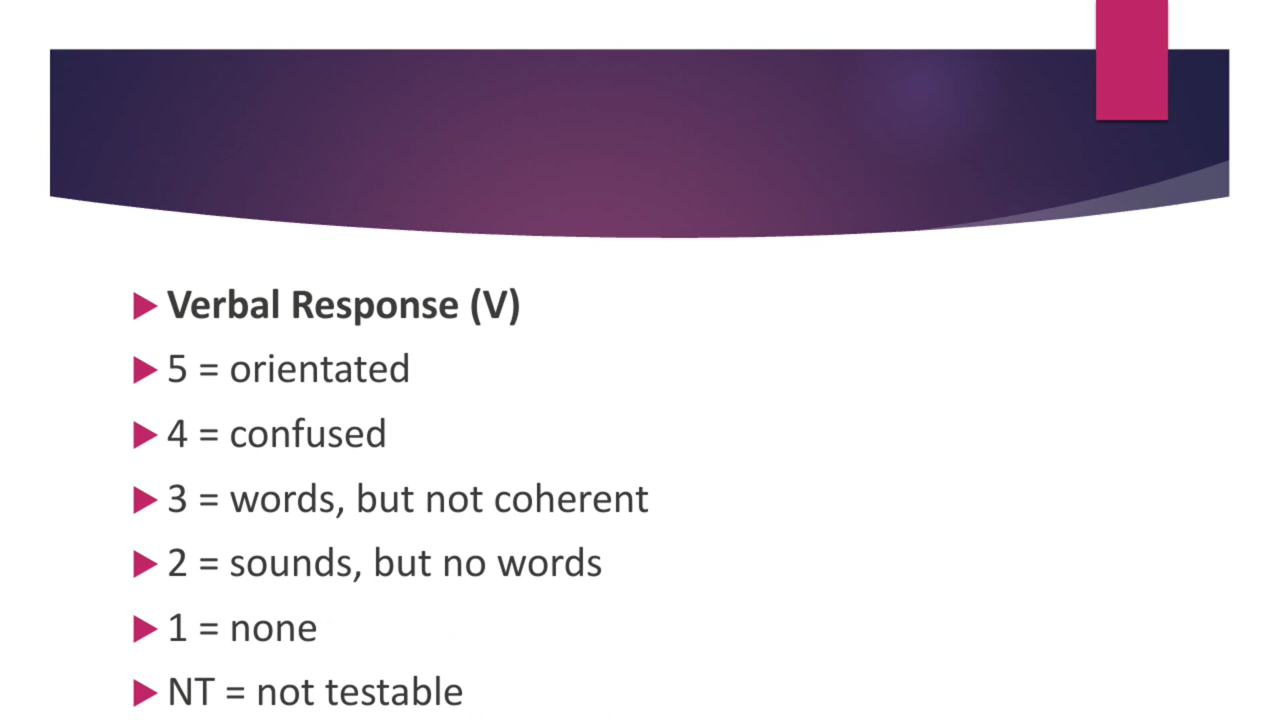 Verbal Response (V)
5 = orientated
4 = confused
3 = words, but not coherent
2 = sounds, but no words
1 = none
NT = not testable